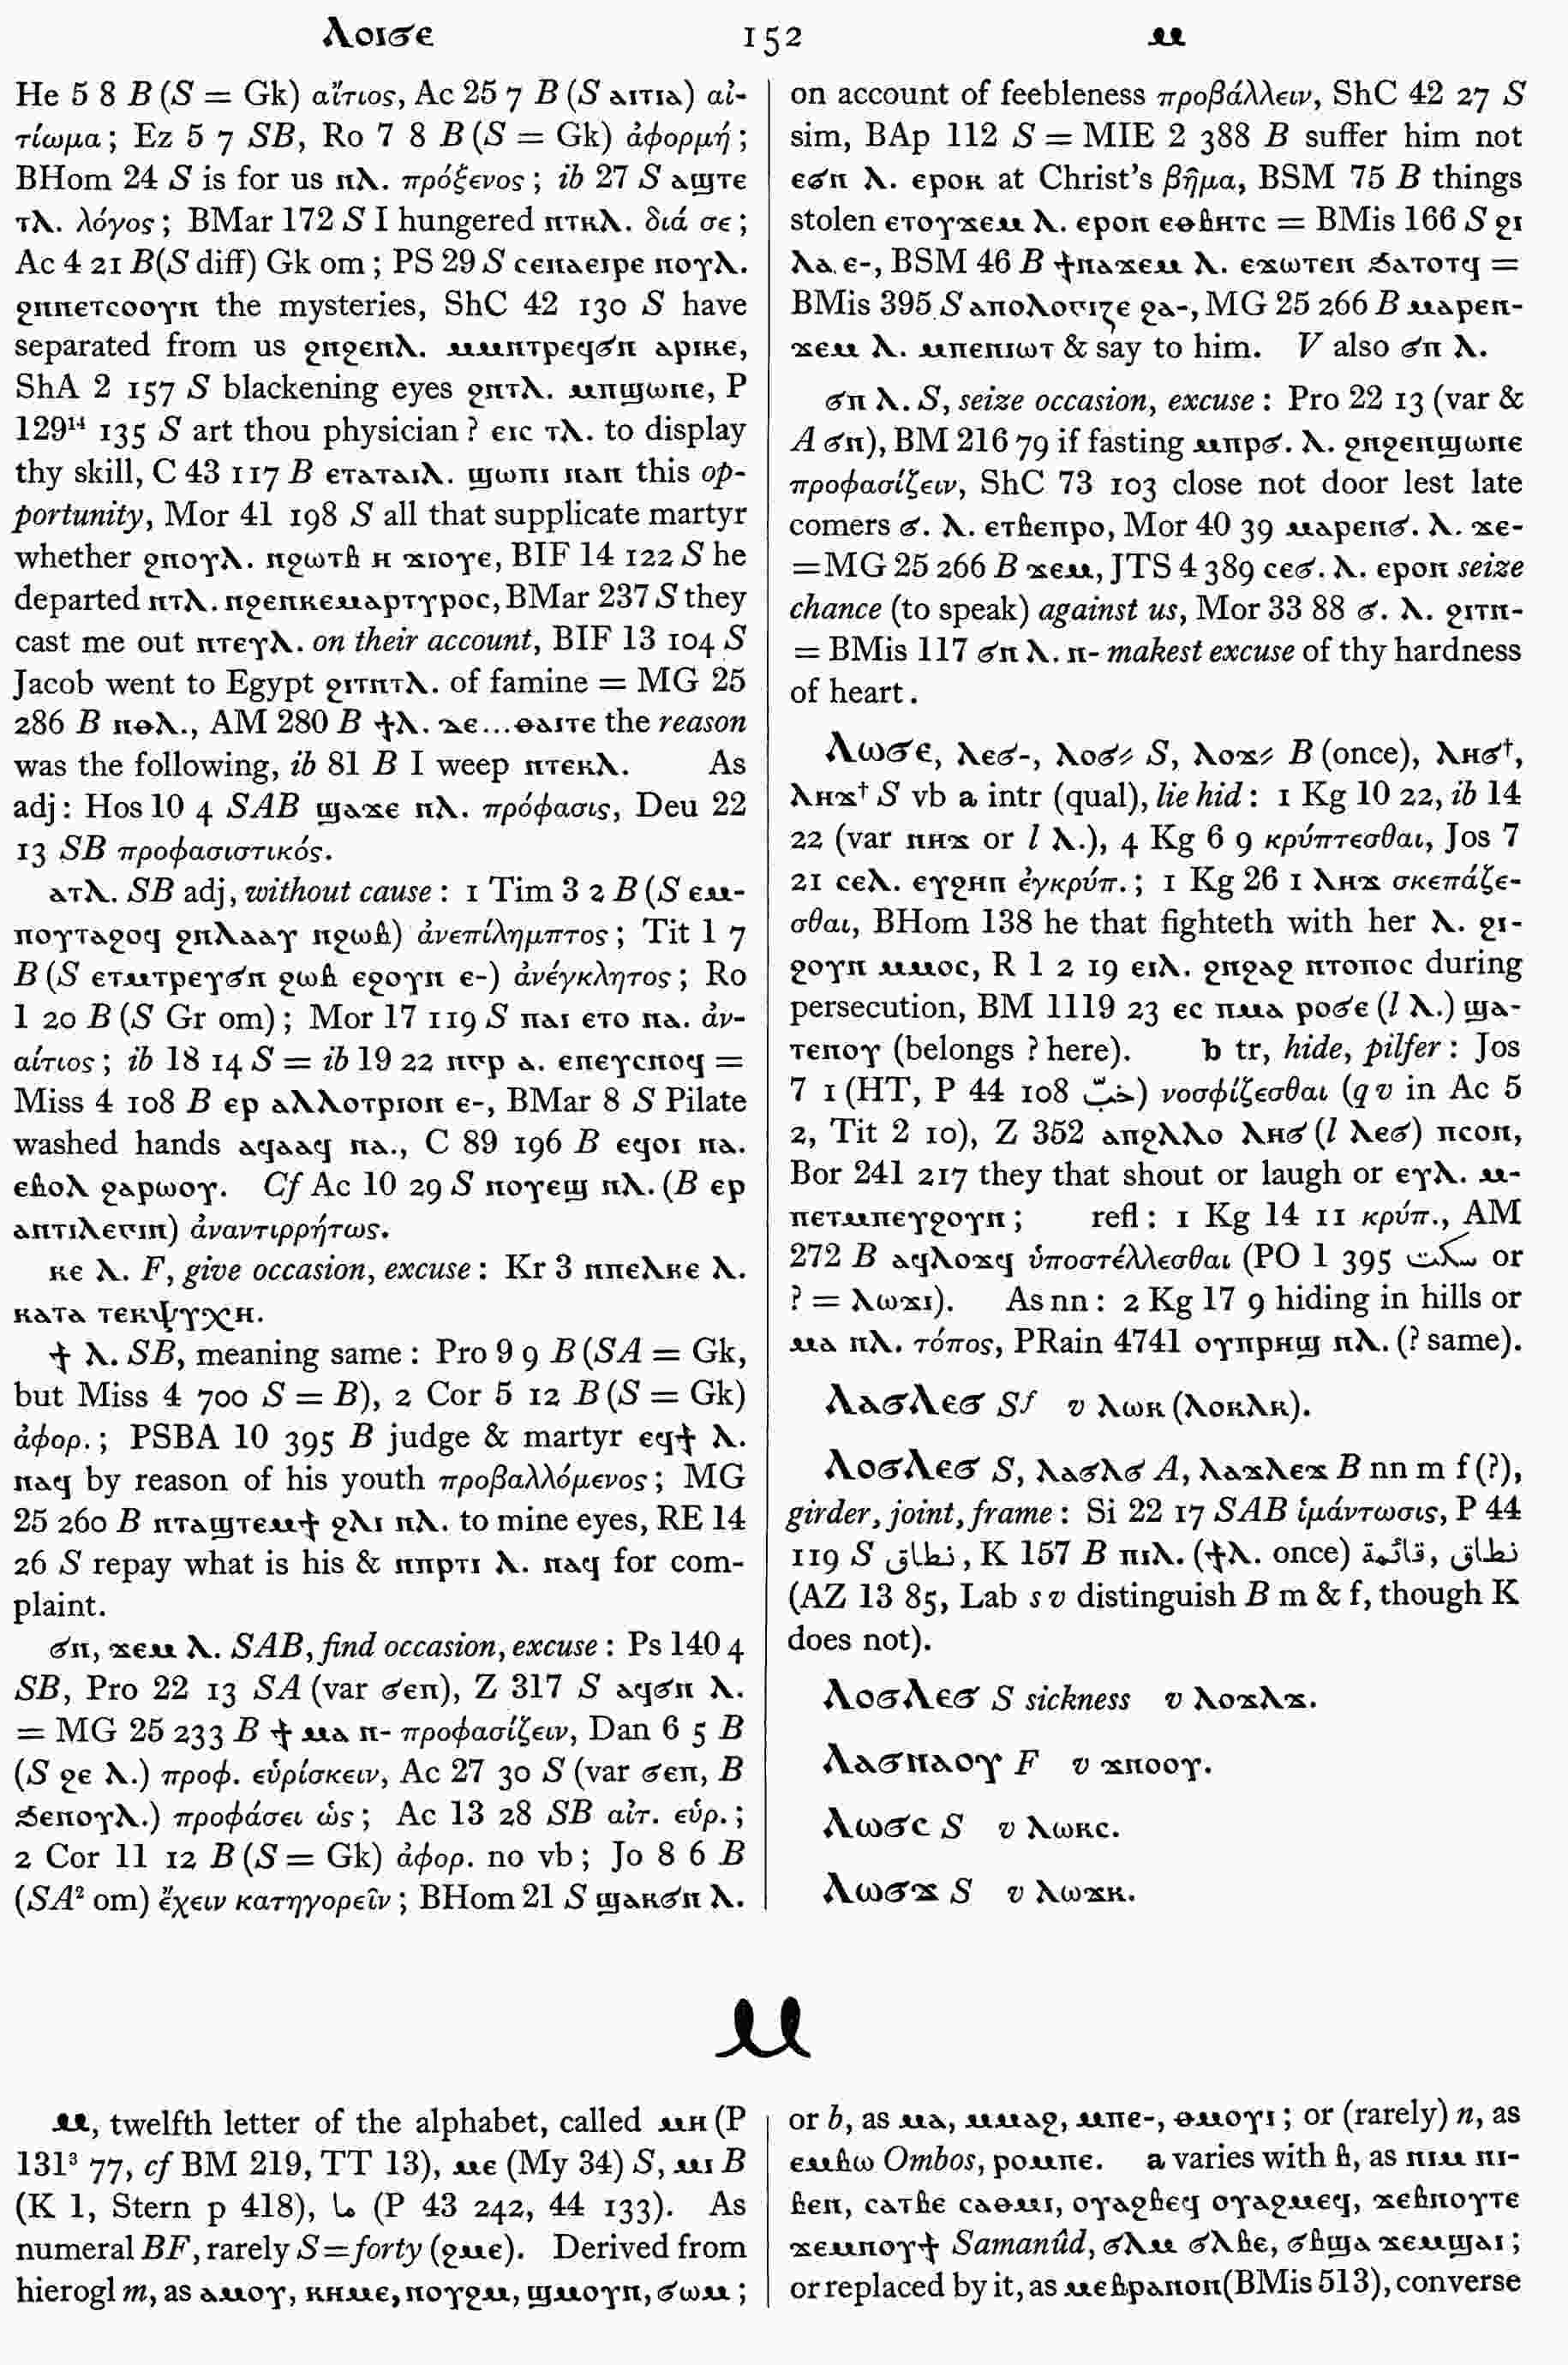 ⲗⲟⲓϭⲉ 152 ⲙ
He 5 8 B (S = Gk) αἴτιος, Ac 25 7 B (S ⲁⲓⲧⲓⲁ) αἰ-
τίωμα; Ez 5 7 SB, Ro 7 8 B (S = Gk) ἀφορμή;
BHom 24 S is for us ⲛⲗ. πρόξενος; ib 27 S ⲁϣⲧⲉ
ⲧⲗ. λόγος; BMar 172 S I hungered ⲛⲧⲕⲗ. διά σε;
Ac 4 21 B (S diff) Gk om; PS 29 S ⲥⲉⲛⲁⲉⲓⲣⲉ ⲛⲟⲩⲗ.
ϩⲛⲛⲉⲧⲥⲟⲟⲩⲛ the mysteries, ShC 42 130 S have
separated from us ϩⲛϩⲉⲛⲗ. ⲙⲙⲛⲧⲣⲉϥϭⲛ ⲁⲣⲓⲕⲉ,
ShA 2 157 S blackening eyes ϩⲛⲧⲗ. ⲙⲡϣⲱⲛⲉ, P
129¹⁴ 135 S art thou physician? ⲉⲓⲥ ⲧⲗ. to display
thy skill, C 43 117 B ⲉⲧⲁⲧⲁⲓⲗ. ϣⲱⲡⲓ ⲛⲁⲛ this op-
portunity, Mor 41 198 S all that supplicate martyr
whether ϩⲛⲟⲩⲗ. ⲛϩⲱⲧⲃ ⲏ ϫⲓⲟⲩⲉ, BIF 14 122 S he
departed ⲛⲧⲗ. ⲛϩⲉⲛⲕⲉⲙⲁⲣⲧⲩⲣⲟⲥ, BMar 237 S they
cast me out ⲛⲧⲉⲩⲗ. on their account, BIF 13 104 S
Jacob went to Egypt ϩⲓⲧⲛⲧⲗ. of famine = MG 25
286 B ⲛⲑⲗ., AM 280 B ϯⲗ. ϫⲉ...ⲑⲁⲓⲧⲉ the reason
was the following, ib 81 B I weep ⲛⲧⲉⲕⲗ. As
adj: Hos 10 4 SAB ϣⲁϫⲉ ⲛⲗ. πρόφασις, Deu 22
13 SB προφασιστικός.
ⲁⲧⲗ. SB adj, without cause: 1 Tim 3 2 B (S ⲉⲙ-
ⲡⲟⲩⲧⲁϩⲟϥ ϩⲛⲗⲁⲁⲩ ⲛϩⲱⲃ) ἀνεπίλημπτος; Tit 1 7
B (S ⲉⲧⲙⲧⲣⲉⲩϭⲛ ϩⲱⲃ ⲉϩⲟⲩⲛ ⲉ-) ἀνέγκλητος; Ro
1 20 B (S Gr om); Mor 17 119 S ⲡⲁⲓ ⲉⲧⲟ ⲛⲁ. ἀν-
αίτιος; ib 18 14 S = ib 19 22 ⲡⲅⲣ ⲁ. ⲉⲡⲉⲩⲥⲛⲟϥ =
Miss 4 108 B ⲉⲣ ⲁⲗⲗⲟⲧⲣⲓⲟⲛ ⲉ-, BMar 8 S Pilate
washed hands ⲁϥⲁⲁϥ ⲛⲁ., C 89 196 B ⲉϥⲟⲓ ⲛⲁ.
ⲉⲃⲟⲗ ϩⲁⲣⲱⲟⲩ. Cf Ac 10 29 S ⲛⲟⲩⲉϣ ⲛⲗ. (B ⲉⲣ
ⲁⲛⲧⲓⲗⲉⲅⲓⲛ) ἀναντιρρήτως.
ⲕⲉ ⲗ. F, give occasion, excuse: Kr 3 ⲛⲛⲉⲗⲕⲉ ⲗ.
ⲕⲁⲧⲁ ⲧⲉⲕⲯⲩⲭⲏ.
ϯ ⲗ. SB, meaning same: Pro 9 9 B (SA = Gk,
but Miss 4 700 S = B), 2 Cor 5 12 B (S = Gk)
ἀφορ.; PSBA 10 395 B judge & martyr ⲉϥϯ ⲗ.
ⲛⲁϥ by reason of his youth προβαλλόμενος; MG
25 260 B ⲛⲧⲁϣⲧⲉⲙϯ ϩⲗⲓ ⲛⲗ. to mine eyes, RE 14
26 S repay what is his & ⲛⲡⲣⲧⲓ ⲗ. ⲛⲁϥ for com-
plaint.
ϭⲛ, ϫⲉⲙ ⲗ. SAB, find occasion, excuse: Ps 140 4
SB, Pro 22 13 SA (var ϭⲉⲛ), Z 317 S ⲁϥϭⲛ ⲗ.
= MG 25 233 B ϯ ⲙⲁ ⲛ- προφασίζειν, Dan 6 5 B
(S ϩⲉ ⲗ.) προφ. εὑρίσκειν, Ac 27 30 S (var ϭⲉⲛ, B
ϧⲉⲛⲟⲩⲗ.) προφάσει ὡς; Ac 13 28 SB αἰτ. εὑρ.;
2 Cor 11 12 B (S = Gk) ἀφορ. no vb; Jo 8 6 B
(SA² om) ἔχειν κατηγορεῖν; BHom 21 S ϣⲁⲕϭⲛ ⲗ.
on account of feebleness προβάλλειν, ShC 42 27 S
sim, BAp 112 S = MIE 2 388 B suffer him not
ⲉϭⲛ ⲗ. ⲉⲣⲟⲕ at Christ's βῆμα, BSM 75 B things
stolen ⲉⲧⲟⲩϫⲉⲙ ⲗ. ⲉⲣⲟⲛ ⲉⲑⲃⲏⲧⲥ = BMis 166 S ϩⲓ
ⲗⲁ. ⲉ-, BSM 46 B ϯⲛⲁϫⲉⲙ ⲗ. ⲉϫⲱⲧⲉⲛ ϧⲁⲧⲟⲧϥ =
BMis 395 S ⲁⲡⲟⲗⲟⲅⲓⲍⲉ ϩⲁ-, MG 25 266 B ⲙⲁⲣⲉⲛ-
ϫⲉⲙ ⲗ. ⲙⲡⲉⲛⲓⲱⲧ & say to him. V also ϭⲛ ⲗ.
ϭⲛ ⲗ. S, seize occasion, excuse: Pro 22 13 (var &
A ϭⲛ), BM 216 79 if fasting ⲙⲡⲣϭ. ⲗ. ϩⲛϩⲉⲛϣⲱⲛⲉ
προφασίζειν, ShC 73 103 close not door lest late
comers ϭ. ⲗ. ⲉⲧⲃⲉⲡⲣⲟ, Mor 40 39 ⲙⲁⲣⲉⲛϭ. ⲗ. ϫⲉ-
=MG 25 266 B ϫⲉⲙ, JTS 4 389 ⲥⲉϭ. ⲗ. ⲉⲣⲟⲛ seize
chance (to speak) against us, Mor 33 88 ϭ. ⲗ. ϩⲓⲧⲛ-
= BMis 117 ϭⲛ ⲗ. ⲛ- makest excuse of thy hardness
of heart.
ⲗⲱϭⲉ, ⲗⲉϭ-, ⲗⲟϭ⸗ S, ⲗⲟϫ⸗ B (once), ⲗⲏϭ†,
ⲗⲏϫ† S vb a intr (qual), lie hid: 1 Kg 10 22, ib 14
22 (var ⲡⲏϫ or l ⲗ.), 4 Kg 6 9 κρύπτεσθαι, Jos 7
21 ⲥⲉⲗ. ⲉⲩϩⲏⲡ ἐγκρύπ.; 1 Kg 26 1 ⲗⲏϫ σκεπάζε-
σθαι, BHom 138 he that fighteth with her ⲗ. ϩⲓ-
ϩⲟⲩⲛ ⲙⲙⲟⲥ, R 1 2 19 ⲉⲓⲗ. ϩⲛϩⲁϩ ⲛⲧⲟⲡⲟⲥ during
persecution, BM 1119 23 ⲉⲥ ⲡⲙⲁ ⲣⲟϭⲉ (l ⲗ.) ϣⲁ-
ⲧⲉⲛⲟⲩ (belongs ? here). b tr, hide, pilfer: Jos
7 1 (HT, P 44 108 خبّ) νοσφίζεσθαι (q v in Ac 5
2, Tit 2 10), Z 352 ⲁⲡϩⲗⲗⲟ ⲗⲏϭ (l ⲗⲉϭ) ⲡⲥⲟⲛ,
Bor 241 217 they that shout or laugh or ⲉⲩⲗ. ⲙ-
ⲡⲉⲧⲙⲡⲉⲩϩⲟⲩⲛ; refl: 1 Kg 14 11 κρύπ., AM
272 B ⲁϥⲗⲟϫϥ ὑποστέλλεσθαι (PO 1 395 سكت or
? = ⲗⲱϫⲓ). As nn: 2 Kg 17 9 hiding in hills or
ⲙⲁ ⲛⲗ. τόπος, PRain 4741 ⲟⲩⲡⲣⲏϣ ⲛⲗ. (? same).
ⲗⲁϭⲗⲉϭ Sf v ⲗⲱⲕ (ⲗⲟⲕⲗⲕ).
ⲗⲟϭⲗⲉϭ S, ⲗⲁϭⲗϭ A, ⲗⲁϫⲗⲉϫ B nn m f (?),
girder, joint, frame: Si 22 17 SAB ἱμάντωσις, P 44
119 S نطاق, K 157 B ⲡⲓⲗ. (ϯⲗ. once) قائمة, نطاق
(AZ 13 85, Lab s v distinguish B m & f, though K
does not).
ⲗⲟϭⲗⲉϭ S sickness v ⲗⲟϫⲗϫ.
ⲗⲁϭⲛⲁⲟⲩ F v ϫⲛⲟⲟⲩ.
ⲗⲱϭⲥ S v ⲗⲱⲕⲥ.
ⲗⲱϭϫ S v ⲗⲱϫⲕ.
ⲙ
ⲙ, twelfth letter of the alphabet, called ⲙⲏ (P
131³ 77, cf BM 219, TT 13), ⲙⲉ (My 34) S, ⲙⲓ B
(K 1, Stern p 418), ما (P 43 242, 44 133). As
numeral BF, rarely S=forty (ϩⲙⲉ). Derived from
hierogl m, as ⲁⲙⲟⲩ, ⲕⲏⲙⲉ, ⲛⲟⲩϩⲙ, ϣⲙⲟⲩⲛ, ϭⲱⲙ;
or b, as ⲙⲁ, ⲙⲙⲁϩ, ⲙⲡⲉ-, ⲑⲙⲟⲩⲓ; or (rarely) n, as
ⲉⲙⲃⲱ Ombos, ⲣⲟⲙⲡⲉ. a varies with ⲃ, as ⲛⲓⲙ ⲛⲓ-
ⲃⲉⲛ, ⲥⲁⲧⲃⲉ ⲥⲁⲑⲙⲓ, ⲟⲩⲁϩⲃⲉϥ ⲟⲩⲁϩⲙⲉϥ, ϫⲉⲃⲛⲟⲩⲧⲉ
ϫⲉⲙⲛⲟⲩϯ Samanûd, ϭⲗⲙ ϭⲗⲃⲉ, ϭⲃϣⲁ ϫⲉⲙϣⲁⲓ;
or replaced by it, as ⲙⲉⲃⲣⲁⲛⲟⲛ (BMis 513), converse